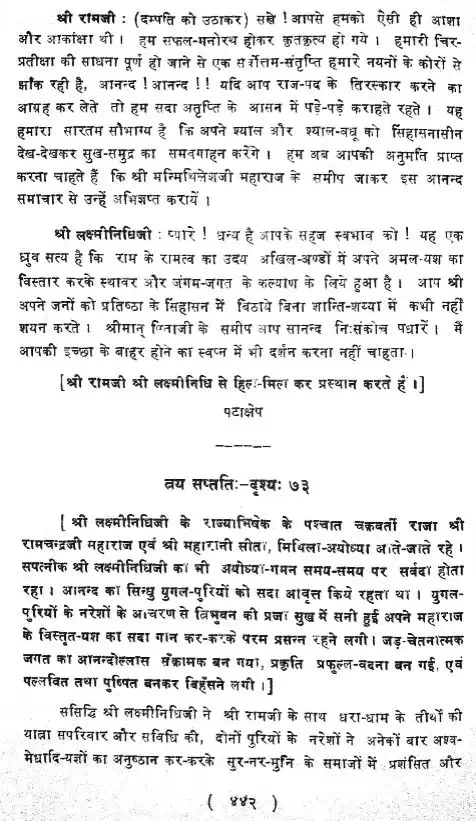 श्री रामजी : (दम्पति को उठाकर) सखे ! आपसे हमको ऐसी ही आशा
और आकांक्षा थी । हम सफल-मनोरथ होकर कृतकृत्य हो गये । हमारी चिर-
प्रतीक्षा की साधना पूर्ण हो जाने से एक सर्वोत्तम-संतृप्ति हमारे नयनों के कोरों से
झाँक रही है, आनन्द ! आनन्द ! ! यदि आप राज-पद के तिरस्कार करने का
आग्रह कर लेते तो हम सदा अतृप्ति के आसन में पड़े-पड़े कराहते रहते । यह
हमारा सारतम सौभाग्य है कि अपने श्याल और श्याल-वधू को सिंहासनासीन
देख-देखकर सुख-समुद्र का समवगाहन करेंगे । हम अब आपकी अनुमति प्राप्त
करना चाहते हैं कि श्री मन्मिथिलेशजी महाराज के समीप जाकर इस आनन्द
समाचार से उन्हें अभिज्ञप्त करायें ।
श्री लक्ष्मीनिधिजी : प्यारे ! धन्य है आपके सहज स्वभाव को ! यह एक
ध्रुव सत्य है कि राम के रामत्व का उदय अखिल-अण्डों में अपने अमल-यश का
विस्तार करके स्थावर और जंगम-जगत के कल्याण के लिये हुआ है । आप श्री
अपने जनों को प्रतिष्ठा के सिंहासन में बिठाये बिना शान्ति-शय्या में कभी नहीं
शयन करते । श्रीमान् पिताजी के समीप आप सानन्द निःसंकोच पधारें । मैं
आपकी इच्छा के बाहर होने का स्वप्न में भी दर्शन करना नहीं चाहता ।
[श्री रामजी श्री लक्ष्मीनिधि से हिल-मिल कर प्रस्थान करते हैं ।]
पटाक्षेप
त्रय सप्ततिः-दृश्यः ७३
[ श्री लक्ष्मीनिधिजी के राज्याभिषेक के पश्चात चक्रवर्ती राजा श्री
रामचन्द्रजी महाराज एवं श्री महारानी सीता, मिथिला-अयोध्या आते-जाते रहे ।
सपत्नीक श्री लक्ष्मीनिधिजी का भी अयोध्या-गमन समय-समय पर सर्वदा होता
रहा । आनन्द का सिन्धु युगल-पुरियों को सदा आवृत्त किये रहता था । युगल-
पुरियों के नरेशों के आचरण से त्रिभुवन की प्रजा सुख में सनी हुई अपने महाराज
के विस्तृत-यश का सदा गान कर-करके परम प्रसन्न रहने लगी । जड़-चेतनात्मक
जगत का आनन्दोल्लास संक्रामक बन गया, प्रकृति प्रफुल्ल-वदना बन गई, एवं
पल्लवित तथा पुष्पित बनकर बिहँसने लगी । ]
ससिद्धि श्री लक्ष्मीनिधिजी ने श्री रामजी के साथ धरा-धाम के तीर्थों की
यात्रा सपरिवार और सविधि की, दोनों पुरियों के नरेशों ने अनेकों बार अश्व-
मेधादि-यज्ञों का अनुष्ठान कर-करके सुर-नर-मुनि के समाजों में प्रशंसित और
( ४४२ )